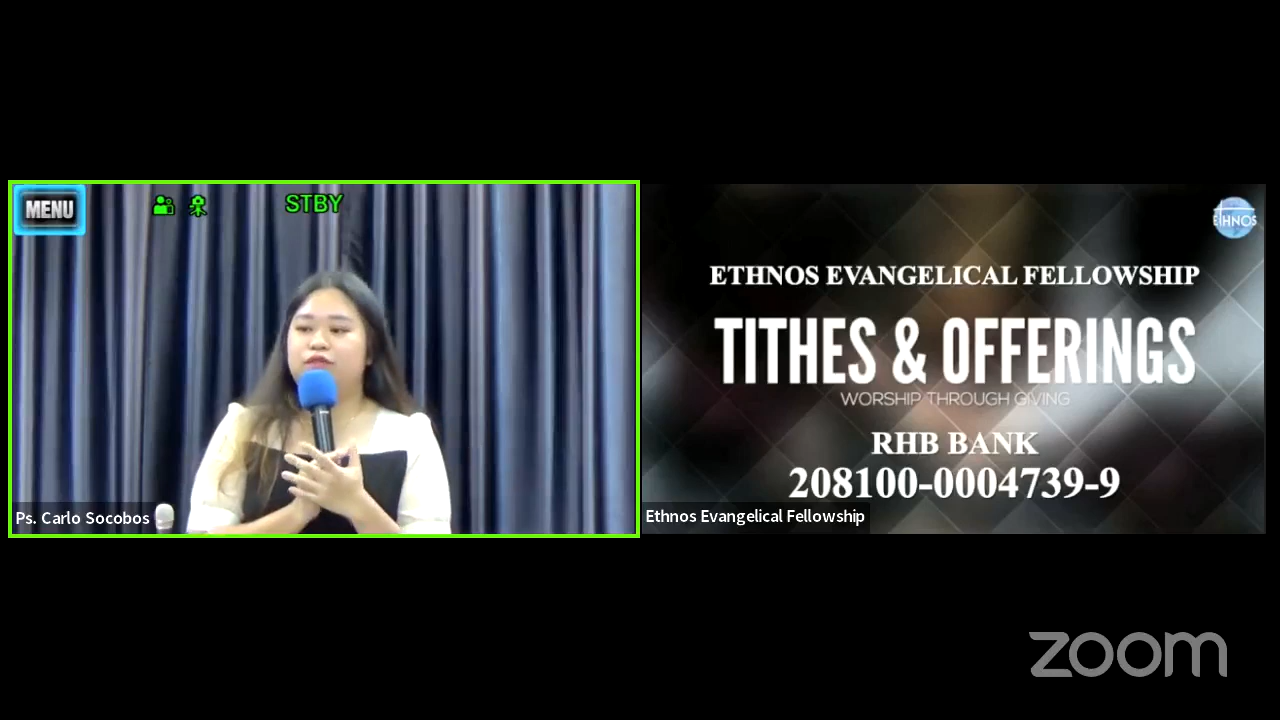 MENU
STBY
Ps. Carlo Socobos
ETHNOS
ETHNOS EVANGELICAL FELLOWSHIP
TITHES & OFFERINGS
WORSHIP THROUGH GIVING
RHB BANK
208100-0004739-9
Ethnos Evangelical Fellowship
zoom